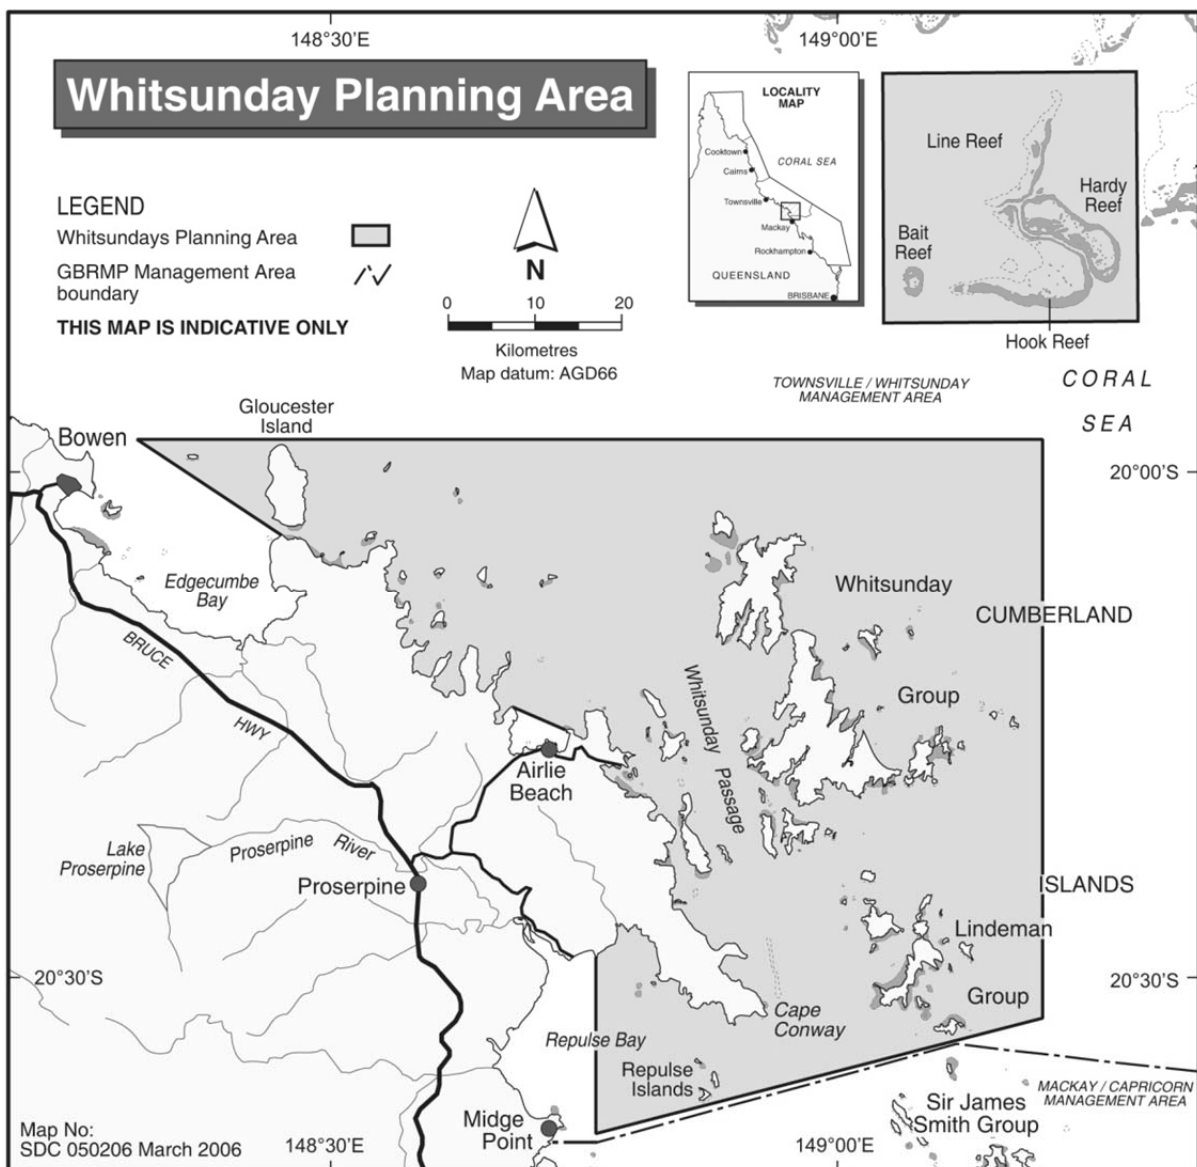 148°30'E
149°00'E
Whitsunday Planning Area
LEGEND
Whitsundays Planning Area
GBRMP Management Area
boundary
THIS MAP IS INDICATIVE ONLY
N
0 10 20
Kilometres
Map datum: AGD66
LOCALITY
MAP
Cooktown
CORAL SEA
Cairns
Townsville
Mackay
Rockhampton
QUEENSLAND
BRISBANE
Line Reef
Hardy
Reef
Bait
Reef
Hook Reef
TOWNSVILLE / WHITSUNDAY
MANAGEMENT AREA
CORAL
SEA
Gloucester
Island
Bowen
20°00'S
Edgecumbe
Bay
Whitsunday
CUMBERLAND
BRUCE
HWY
Whitsunday
Passage
Group
Airlie
Beach
Lake
Proserpine
Proserpine
River
Proserpine
ISLANDS
Lindeman
Group
20°30'S
20°30'S
Cape
Conway
Repulse Bay
Repulse
Islands
MACKAY / CAPRICORN
MANAGEMENT AREA
Sir James
Smith Group
Midge
Point
Map No:
SDC 050206 March 2006
148°30'E
149°00'E